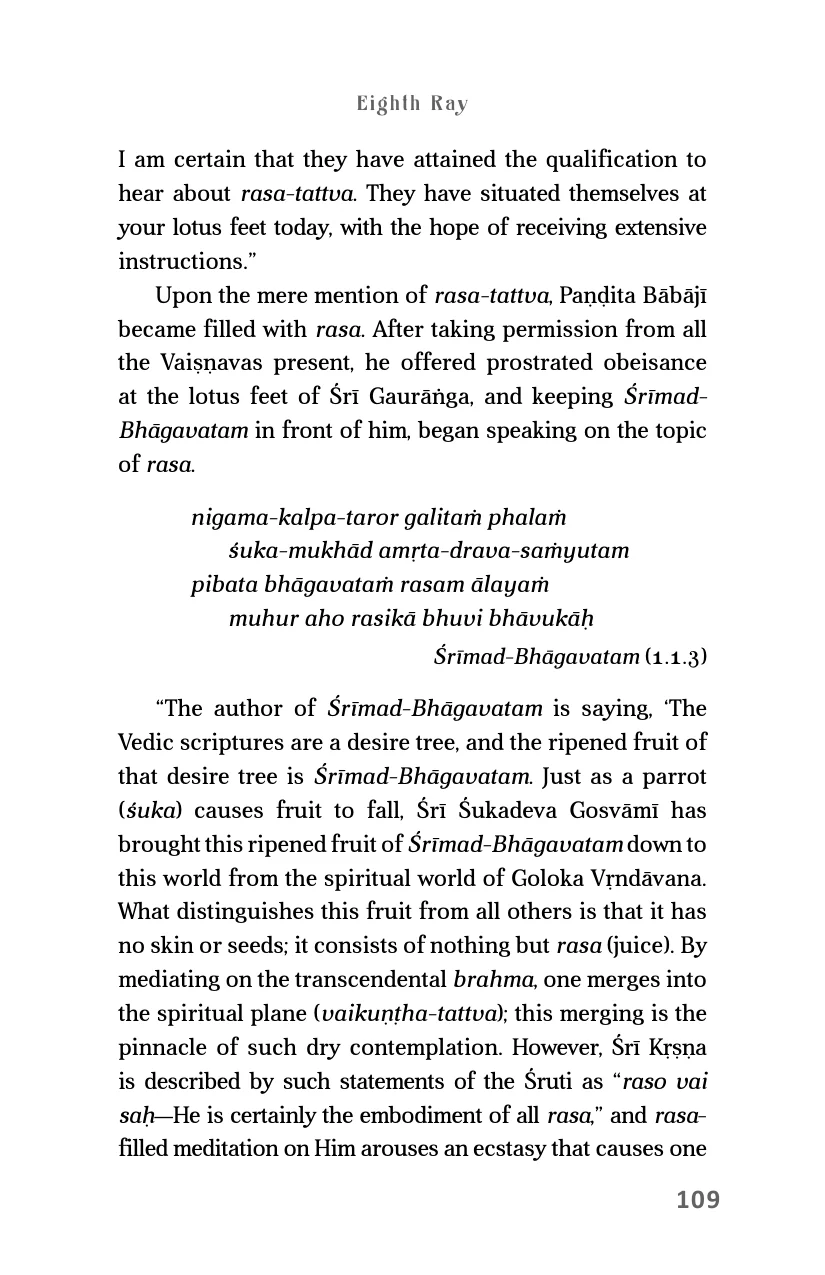 Eighth Ray
I am certain that they have attained the qualification to
hear about rasa-tattva. They have situated themselves at
your lotus feet today, with the hope of receiving extensive
instructions.”
Upon the mere mention of rasa-tattva, Paṇḍita Bābājī
became filled with rasa. After taking permission from all
the Vaiṣṇavas present, he offered prostrated obeisance
at the lotus feet of Śrī Gaurāṅga, and keeping Śrīmad-
Bhāgavatam in front of him, began speaking on the topic
of rasa.
nigama-kalpa-taror galitaṁ phalaṁ
śuka-mukhād amṛta-drava-saṁyutam
pibata bhāgavataṁ rasam ālayaṁ
muhur aho rasikā bhuvi bhāvukāḥ
Śrīmad-Bhāgavatam (1.1.3)
“The author of Śrīmad-Bhāgavatam is saying, ‘The
Vedic scriptures are a desire tree, and the ripened fruit of
that desire tree is Śrīmad-Bhāgavatam. Just as a parrot
(śuka) causes fruit to fall, Śrī Śukadeva Gosvāmī has
brought this ripened fruit of Śrīmad-Bhāgavatam down to
this world from the spiritual world of Goloka Vṛndāvana.
What distinguishes this fruit from all others is that it has
no skin or seeds; it consists of nothing but rasa (juice). By
mediating on the transcendental brahma, one merges into
the spiritual plane (vaikuṇṭha-tattva); this merging is the
pinnacle of such dry contemplation. However, Śrī Kṛṣṇa
is described by such statements of the Śruti as “raso vai
saḥ—He is certainly the embodiment of all rasa,” and rasa-
filled meditation on Him arouses an ecstasy that causes one
109